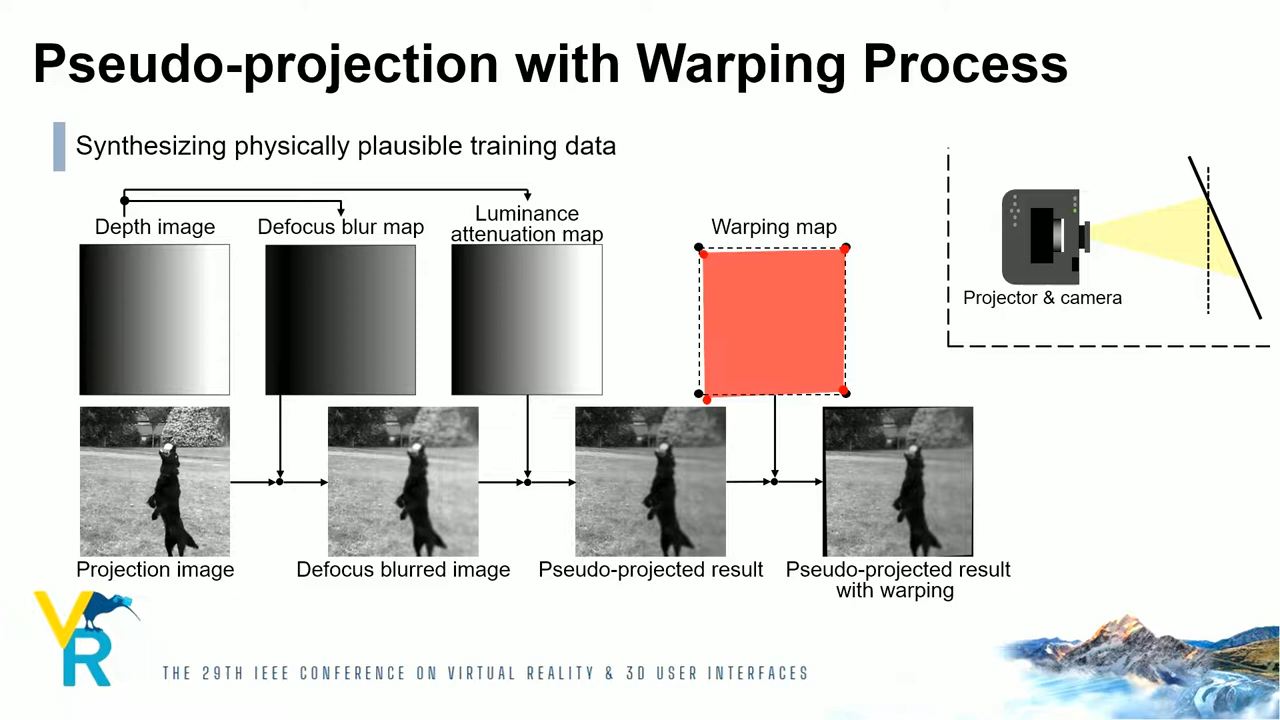 Pseudo-projection with Warping Process
Synthesizing physically plausible training data
Depth image
Defocus blur map
Luminance
attenuation map
Warping map
Projector & camera
Projection image
Defocus blurred image
Pseudo-projected result
Pseudo-projected result
with warping
VR
THE 29TH IEEE CONFERENCE ON VIRTUAL REALITY & 3D USER INTERFACES